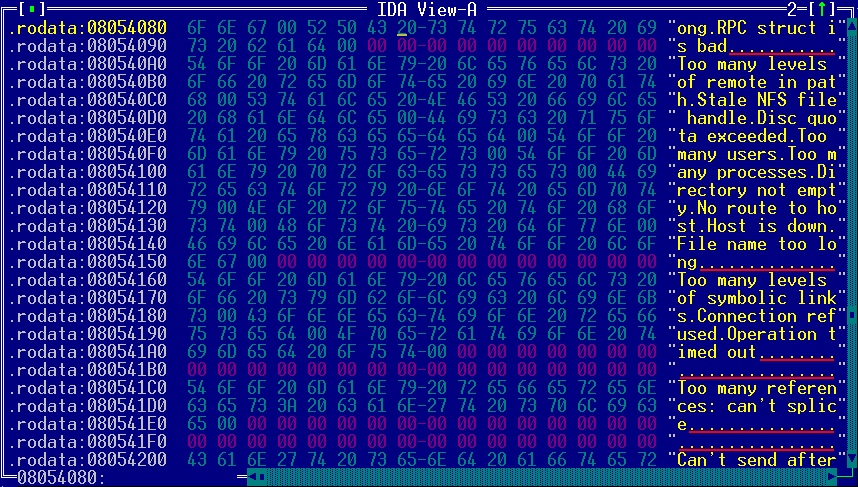 [▪] IDA View-A 2 [↑]
.rodata:08054080 6F 6E 67 00 52 50 43 20-73 74 72 75 63 74 20 69 "ong.RPC struct i"
.rodata:08054090 73 20 62 61 64 00 00 00-00 00 00 00 00 00 00 00 "s bad..........."
.rodata:080540A0 54 6F 6F 20 6D 61 6E 79-20 6C 65 76 65 6C 73 20 "Too many levels "
.rodata:080540B0 6F 66 20 72 65 6D 6F 74-65 20 69 6E 20 70 61 74 "of remote in pat"
.rodata:080540C0 68 00 53 74 61 6C 65 20-4E 46 53 20 66 69 6C 65 "h.Stale NFS file"
.rodata:080540D0 20 68 61 6E 64 6C 65 00-44 69 73 63 20 71 75 6F " handle.Disc quo"
.rodata:080540E0 74 61 20 65 78 63 65 65-64 65 64 00 54 6F 6F 20 "ta exceeded.Too "
.rodata:080540F0 6D 61 6E 79 20 75 73 65-72 73 00 54 6F 6F 20 6D "many users.Too m"
.rodata:08054100 61 6E 79 20 70 72 6F 63-65 73 73 65 73 00 44 69 "any processes.Di"
.rodata:08054110 72 65 63 74 6F 72 79 20-6E 6F 74 20 65 6D 70 74 "rectory not empt"
.rodata:08054120 79 00 4E 6F 20 72 6F 75-74 65 20 74 6F 20 68 6F "y.No route to ho"
.rodata:08054130 73 74 00 48 6F 73 74 20-69 73 20 64 6F 77 6E 00 "st.Host is down."
.rodata:08054140 46 69 6C 65 20 6E 61 6D-65 20 74 6F 6F 20 6C 6F "File name too lo"
.rodata:08054150 6E 67 00 00 00 00 00 00-00 00 00 00 00 00 00 00 "ng.............."
.rodata:08054160 54 6F 6F 20 6D 61 6E 79-20 6C 65 76 65 6C 73 20 "Too many levels "
.rodata:08054170 6F 66 20 73 79 6D 62 6F-6C 69 63 20 6C 69 6E 6B "of symbolic link"
.rodata:08054180 73 00 43 6F 6E 6E 65 63-74 69 6F 6E 20 72 65 66 "s.Connection ref"
.rodata:08054190 75 73 65 64 00 4F 70 65-72 61 74 69 6F 6E 20 74 "used.Operation t"
.rodata:080541A0 69 6D 65 64 20 6F 75 74-00 00 00 00 00 00 00 00 "imed out........"
.rodata:080541B0 00 00 00 00 00 00 00 00-00 00 00 00 00 00 00 00 "................"
.rodata:080541C0 54 6F 6F 20 6D 61 6E 79-20 72 65 66 65 72 65 6E "Too many referen"
.rodata:080541D0 63 65 73 3A 20 63 61 6E-27 74 20 73 70 6C 69 63 "ces: can't splic"
.rodata:080541E0 65 00 00 00 00 00 00 00-00 00 00 00 00 00 00 00 "e..............."
.rodata:080541F0 00 00 00 00 00 00 00 00-00 00 00 00 00 00 00 00 "................"
.rodata:08054200 43 61 6E 27 74 20 73 65-6E 64 20 61 66 74 65 72 "Can't send after"
08054080: